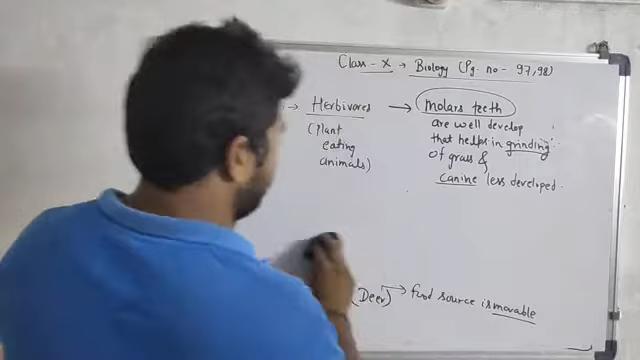 Class - X → Biology (Pg. no - 97,98)
→ Herbivores → Molars teeth
(Plant eating animals)
are well develop
that helps in grinding
of grass &
canine less developed.
(Deer) → food source is movable